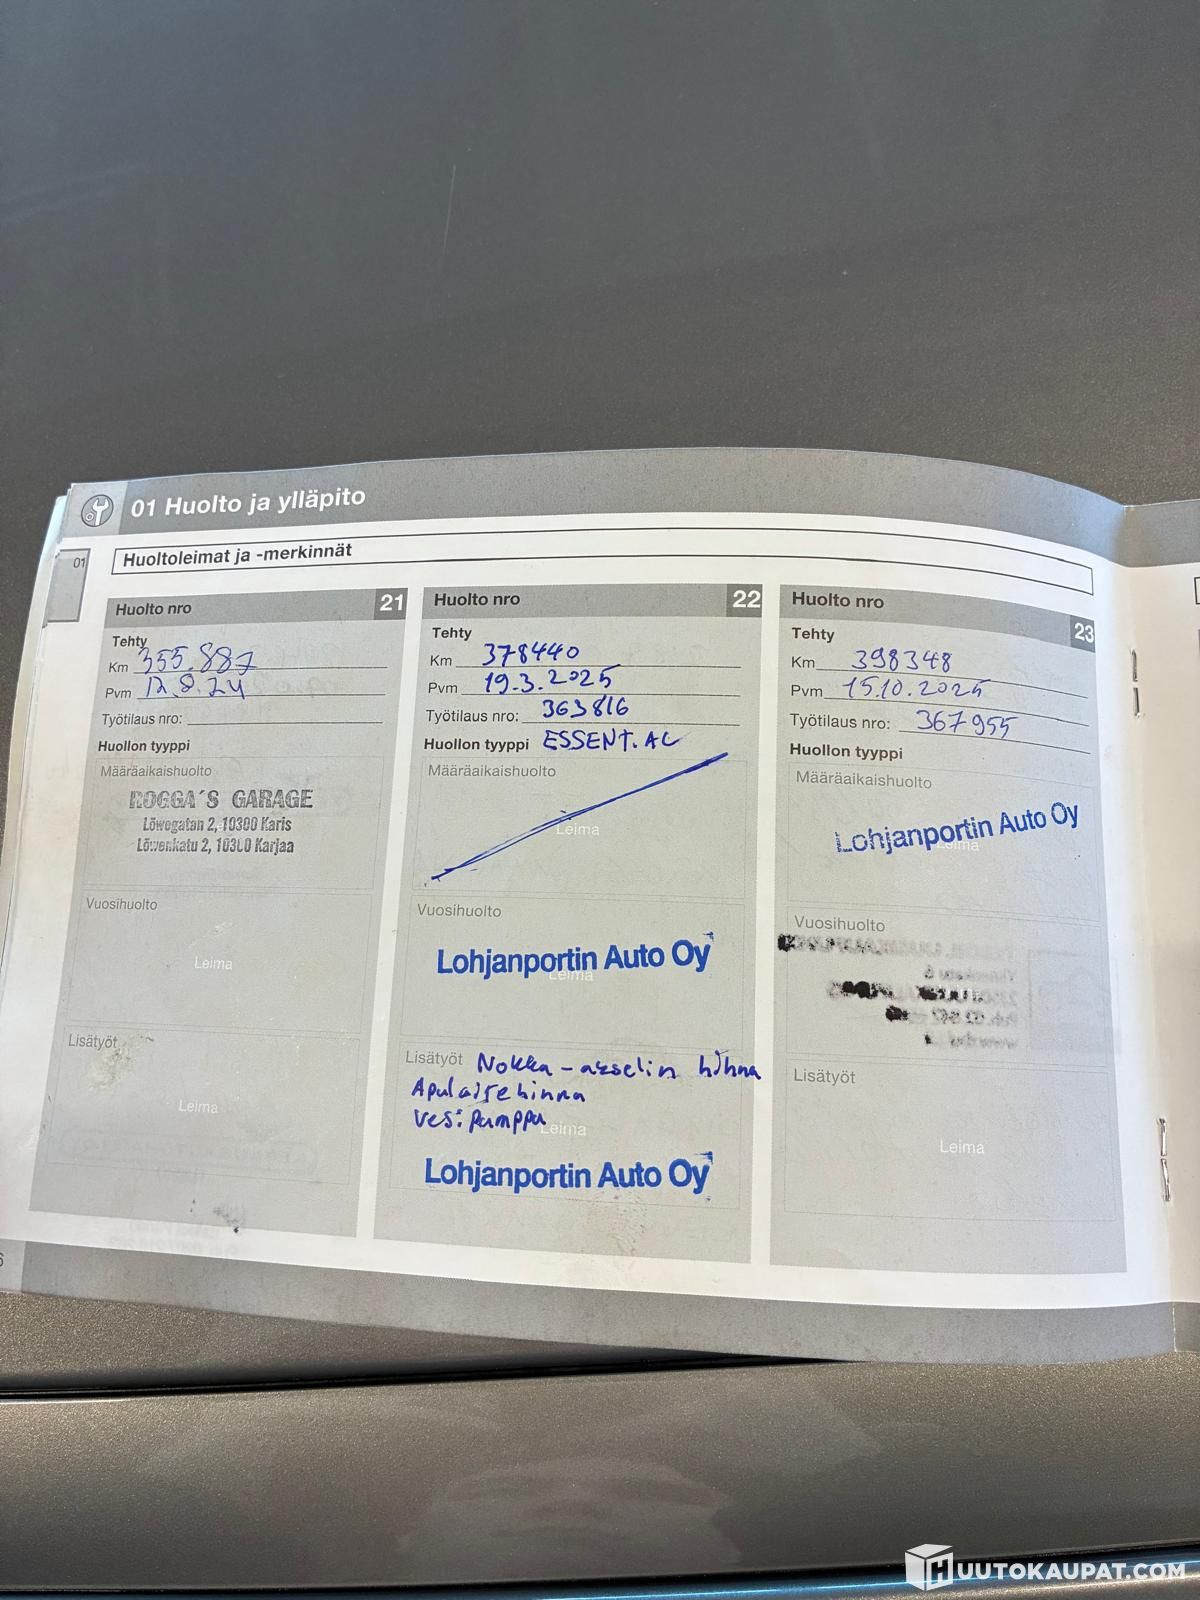 01 Huolto ja ylläpito
01
Huoltoleimat ja -merkinnät
Huolto nro 21
Tehty
Km 355.887
Pvm 12.8.24
Työtilaus nro:
Huollon tyyppi
Määräaikaishuolto
ROGGA'S GARAGE
Löwegatan 2, 10300 Karis
Löwenkatu 2, 10300 Karjaa
Vuosihuolto
Leima
Lisätyöt
Leima
Huolto nro 22
Tehty
Km 378440
Pvm 19.3.2025
Työtilaus nro: 363816
Huollon tyyppi ESSENT.AL
Määräaikaishuolto
Leima
Vuosihuolto
Lohjanportin Auto Oy
Leima
Lisätyöt Nokka-akselin hihna
Apulaitehinna
Vesipumppu
Leima
Lohjanportin Auto Oy
Huolto nro 23
Tehty
Km 398348
Pvm 15.10.2025
Työtilaus nro: 367955
Huollon tyyppi
Määräaikaishuolto
Lohjanportin Auto Oy
Leima
Vuosihuolto
Lisätyöt
Leima
6
HUUTOKAUPAT.COM